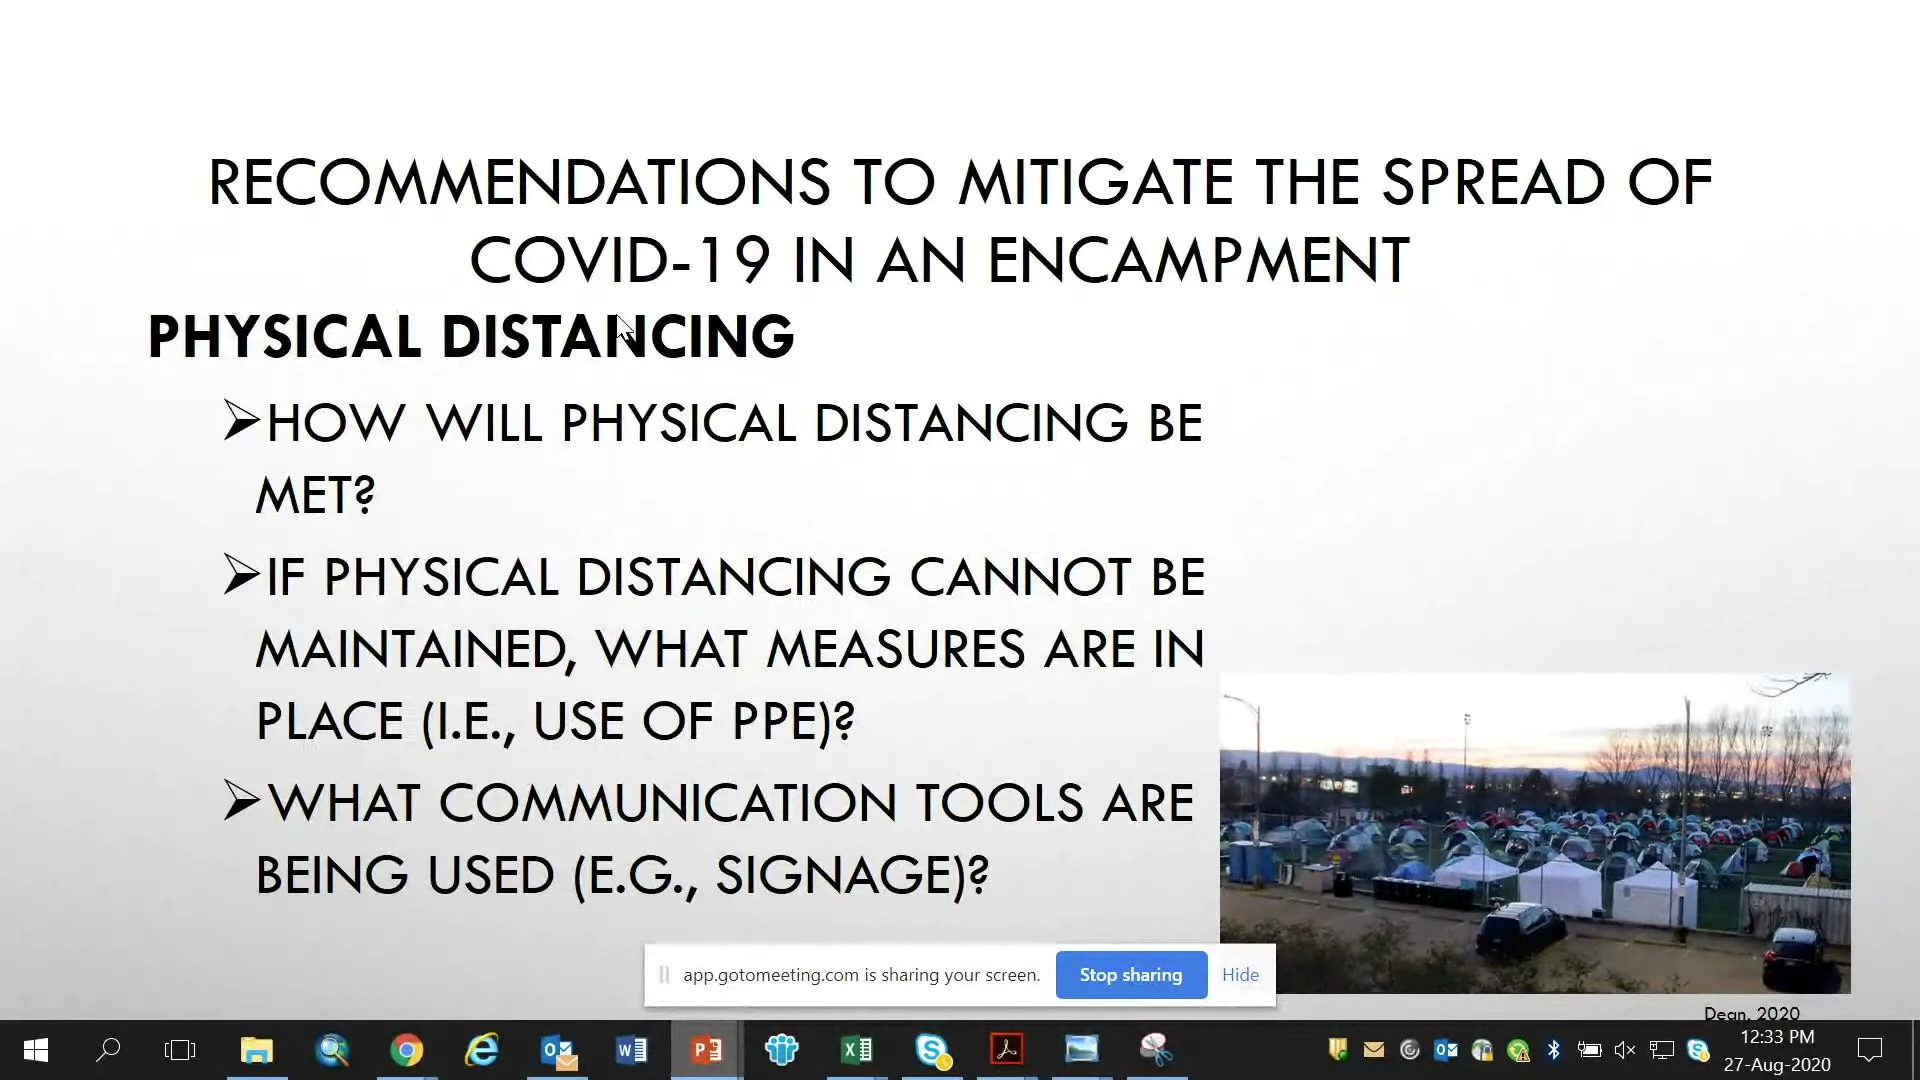 RECOMMENDATIONS TO MITIGATE THE SPREAD OF
COVID-19 IN AN ENCAMPMENT
PHYSICAL DISTANCING
➢HOW WILL PHYSICAL DISTANCING BE
MET?
➢IF PHYSICAL DISTANCING CANNOT BE
MAINTAINED, WHAT MEASURES ARE IN
PLACE (I.E., USE OF PPE)?
➢WHAT COMMUNICATION TOOLS ARE
BEING USED (E.G., SIGNAGE)?
app.gotomeeting.com is sharing your screen.
Stop sharing
Hide
Dean, 2020
12:33 PM
27-Aug-2020